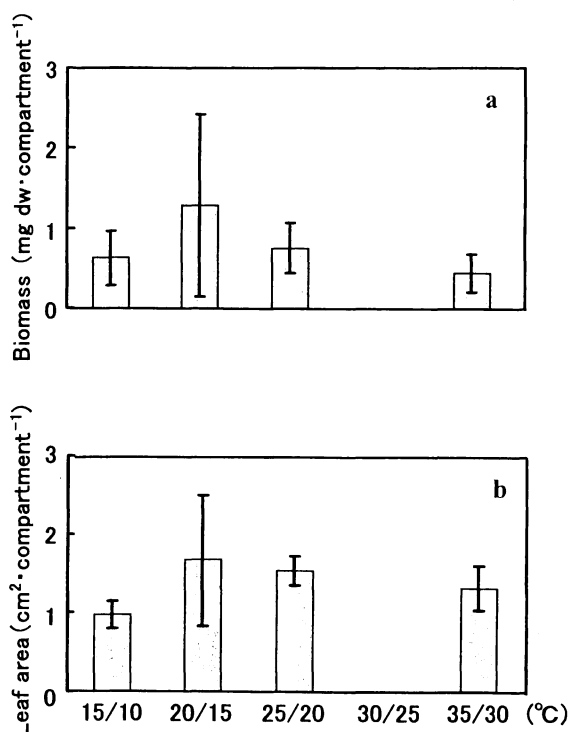 Biomass (mg dw·compartment⁻¹)
3
2
1
0
a
Leaf area (cm²·compartment⁻¹)
3
2
1
0
b
15/10 20/15 25/20 30/25 35/30 (℃)